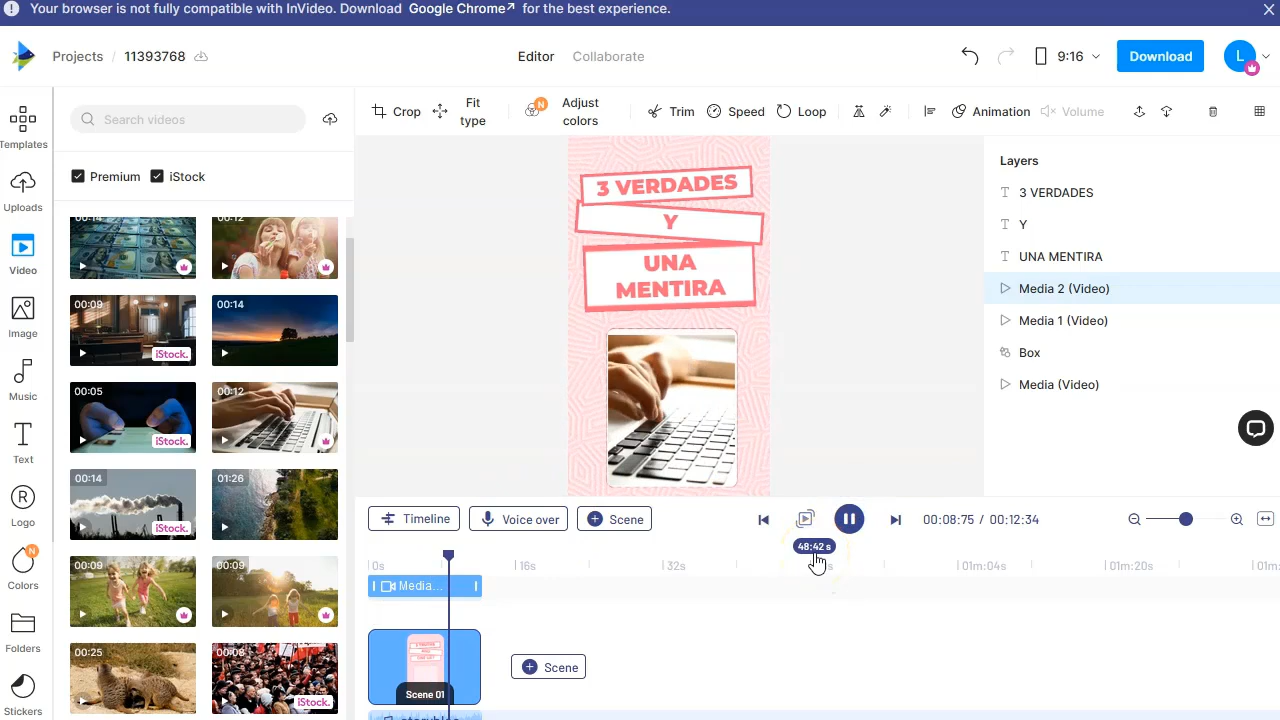 Your browser is not fully compatible with InVideo. Download Google Chrome↗ for the best experience.
Projects / 11393768
Editor
Collaborate
9:16
Download
L
Templates
Uploads
Video
Image
Music
Text
Logo
N
Colors
Folders
Stickers
Search videos
Premium
iStock
00:14
00:12
00:09
iStock.
00:14
00:05
iStock.
00:12
00:14
iStock.
01:26
00:09
00:09
00:25
00:08
iStock.
Crop
Fit type
N
Adjust colors
Trim
Speed
Loop
Animation
Volume
3 VERDADES
Y
UNA
MENTIRA
Layers
3 VERDADES
Y
UNA MENTIRA
Media 2 (Video)
Media 1 (Video)
Box
Media (Video)
Timeline
Voice over
Scene
00:08:75 / 00:12:34
48:42 s
0s
16s
32s
01m:04s
01m:20s
01m:
Media...
Scene 01
Scene